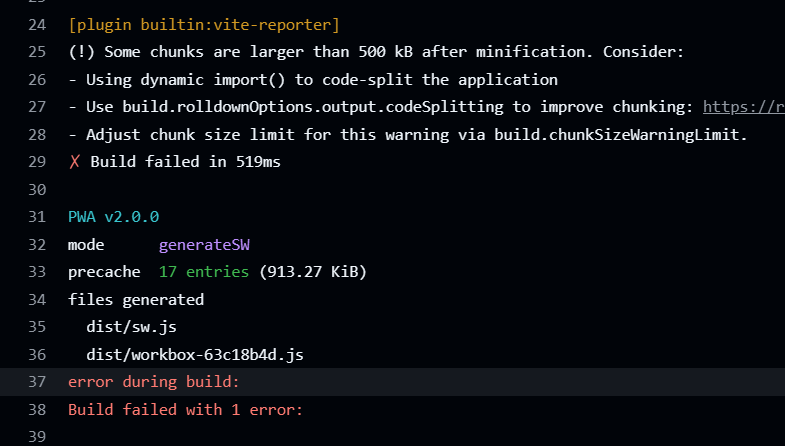 24 [plugin builtin:vite-reporter]
25 (!) Some chunks are larger than 500 kB after minification. Consider:
26 - Using dynamic import() to code-split the application
27 - Use build.rolldownOptions.output.codeSplitting to improve chunking: https://r
28 - Adjust chunk size limit for this warning via build.chunkSizeWarningLimit.
29 ✗ Build failed in 519ms
30
31 PWA v2.0.0
32 mode      generateSW
33 precache  17 entries (913.27 KiB)
34 files generated
35   dist/sw.js
36   dist/workbox-63c18b4d.js
37 error during build:
38 Build failed with 1 error:
39